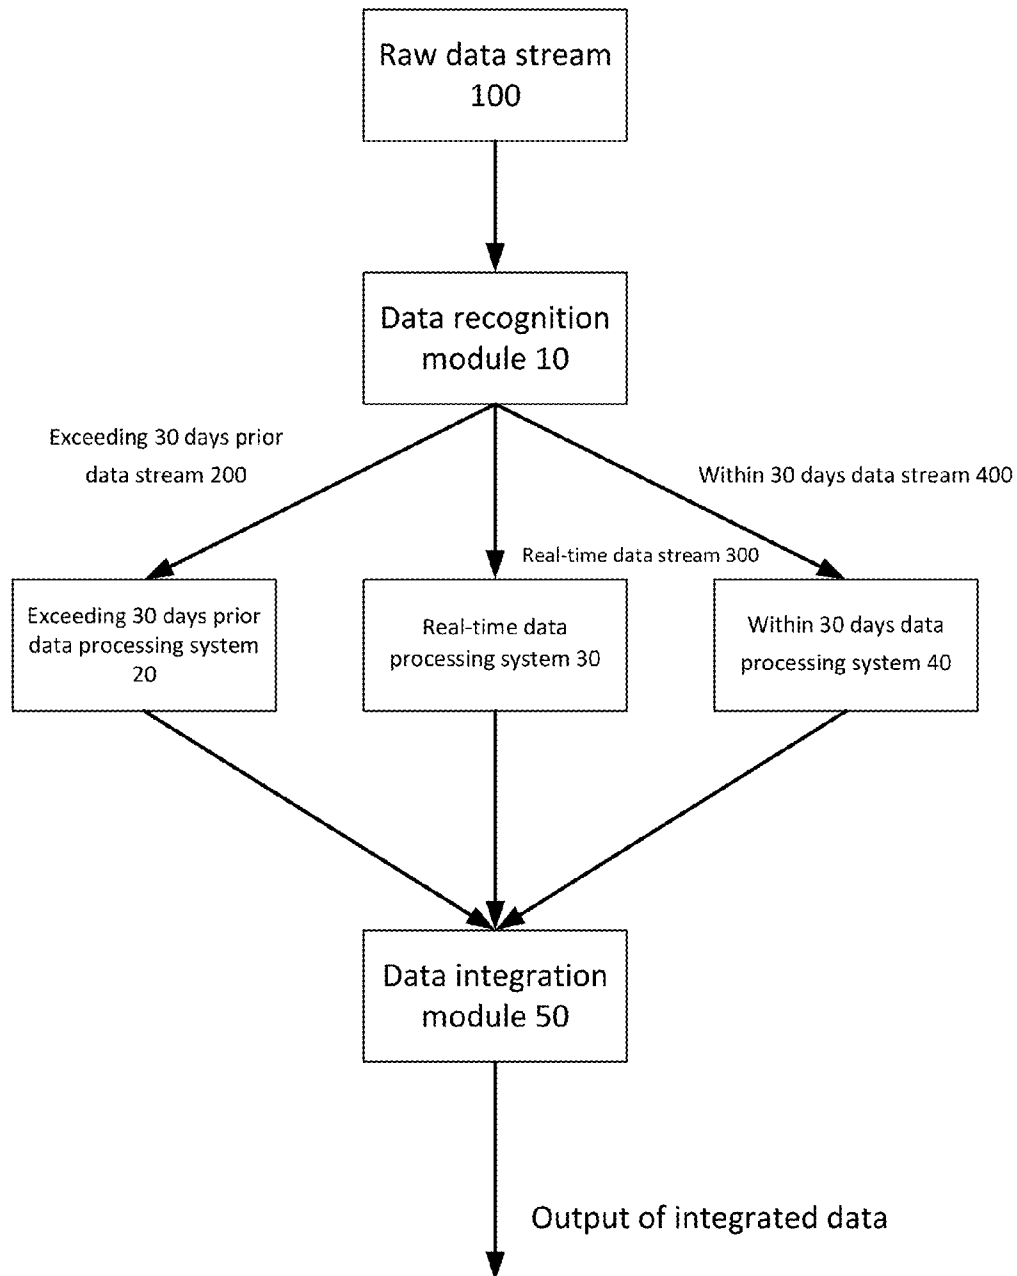 Raw data stream
100
Data recognition
module 10
Exceeding 30 days prior
data stream 200
Within 30 days data stream 400
Real-time data stream 300
Exceeding 30 days prior
data processing system
20
Real-time data
processing system 30
Within 30 days data
processing system 40
Data integration
module 50
Output of integrated data